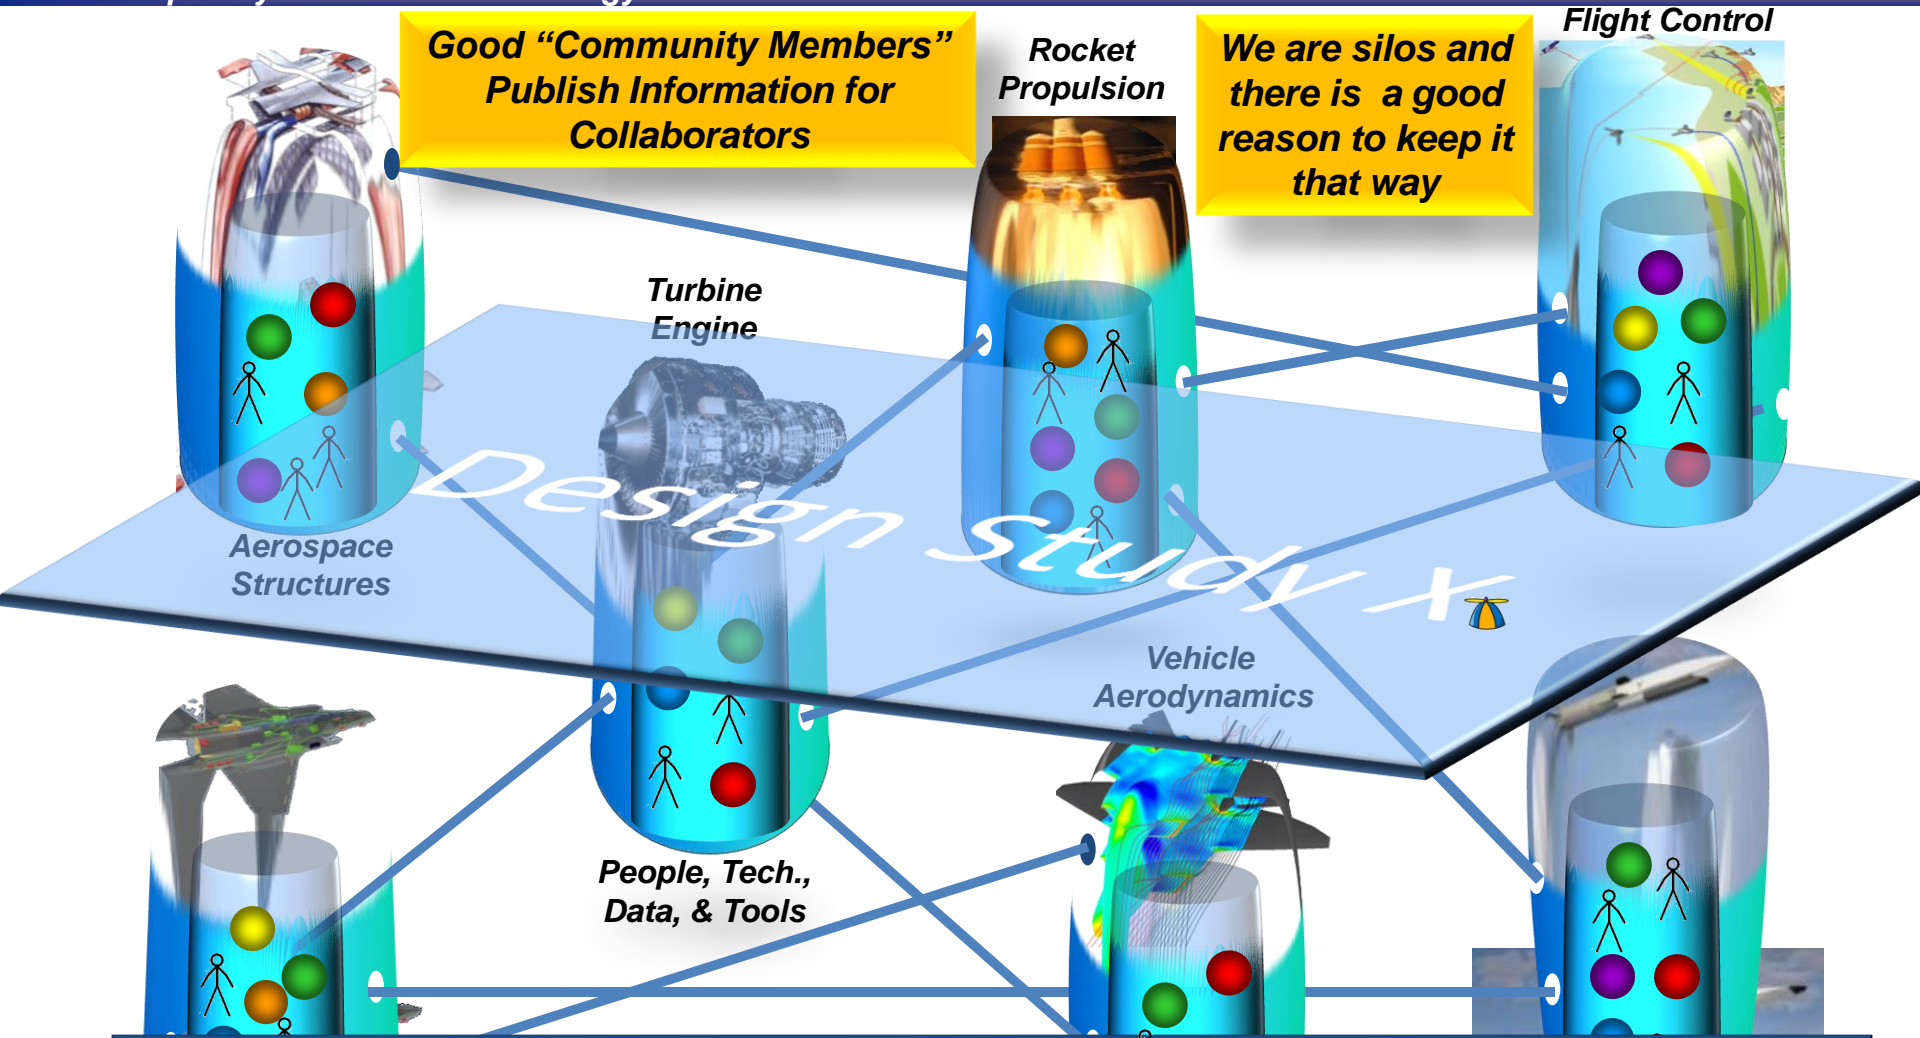 Good “Community Members”
Publish Information for
Collaborators
Rocket
Propulsion
We are silos and
there is a good
reason to keep it
that way
Flight Control
Turbine
Engine
Design Study X
Aerospace
Structures
Vehicle
Aerodynamics
People, Tech.,
Data, & Tools